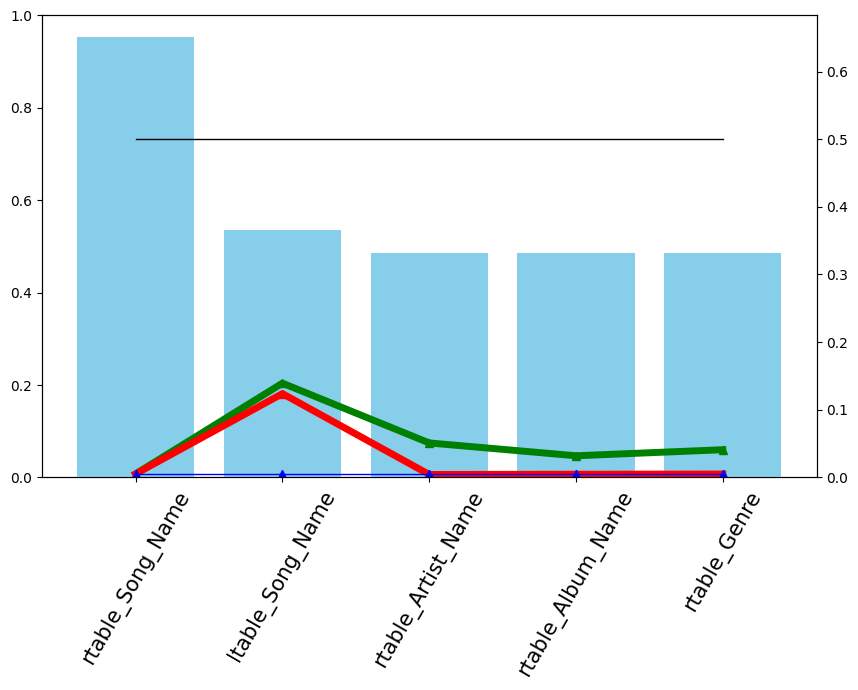 1.0
0.8
0.6
0.4
0.2
0.0
0.6
0.5
0.4
0.3
0.2
0.1
0.0
rtable_Song_Name
ltable_Song_Name
rtable_Artist_Name
rtable_Album_Name
rtable_Genre